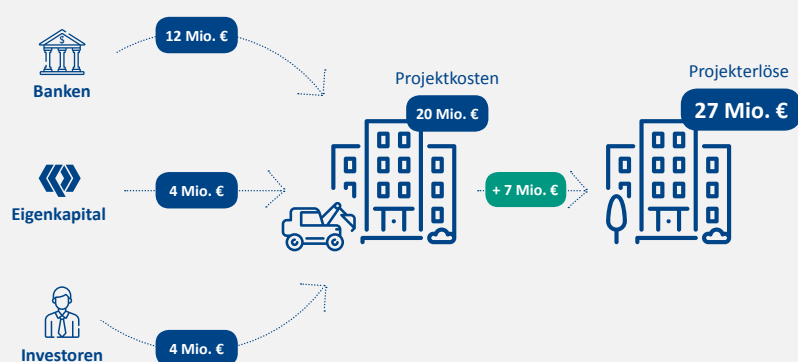 12 Mio. €
Banken
Projektkosten
20 Mio. €
Projekterlöse
27 Mio. €
Eigenkapital
4 Mio. €
+ 7 Mio. €
Investoren
4 Mio. €